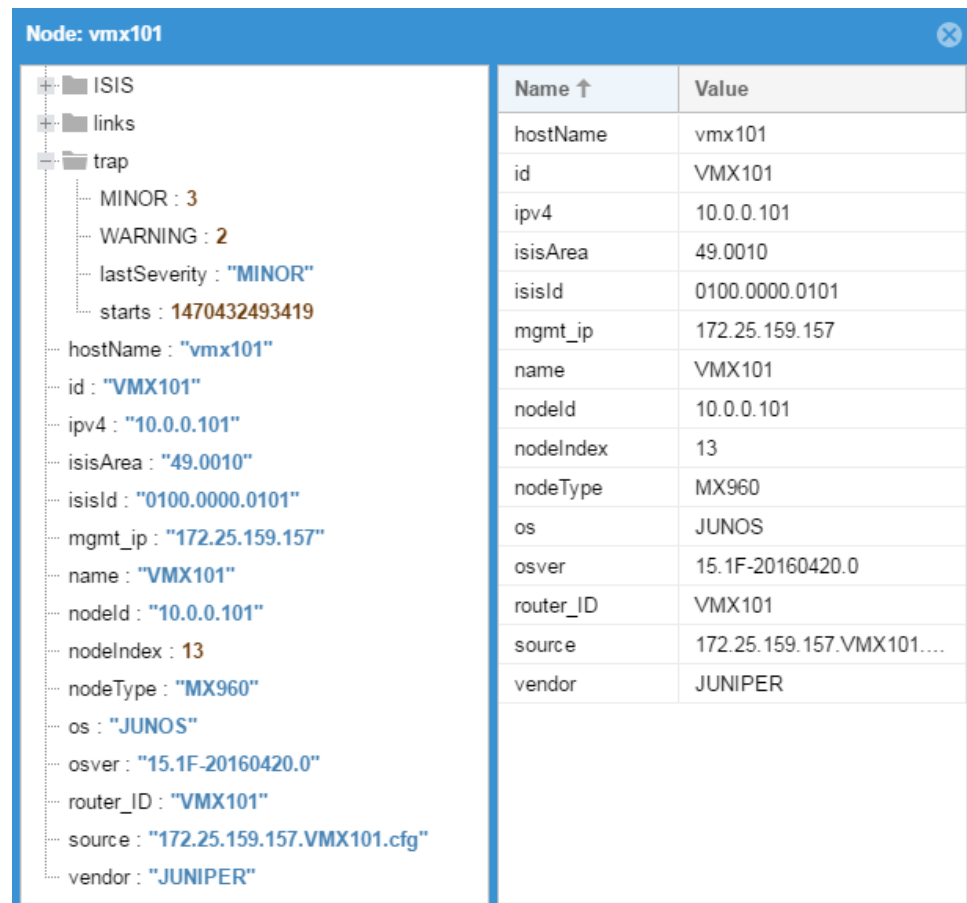 Node: vmx101
ISIS
links
trap
MINOR : 3
WARNING : 2
lastSeverity : "MINOR"
starts : 1470432493419
hostName : "vmx101"
id : "VMX101"
ipv4 : "10.0.0.101"
isisArea : "49.0010"
isisId : "0100.0000.0101"
mgmt_ip : "172.25.159.157"
name : "VMX101"
nodeId : "10.0.0.101"
nodeIndex : 13
nodeType : "MX960"
os : "JUNOS"
osver : "15.1F-20160420.0"
router_ID : "VMX101"
source : "172.25.159.157.VMX101.cfg"
vendor : "JUNIPER"
Name ↑ Value
hostName vmx101
id VMX101
ipv4 10.0.0.101
isisArea 49.0010
isisId 0100.0000.0101
mgmt_ip 172.25.159.157
name VMX101
nodeId 10.0.0.101
nodeIndex 13
nodeType MX960
os JUNOS
osver 15.1F-20160420.0
router_ID VMX101
source 172.25.159.157.VMX101....
vendor JUNIPER